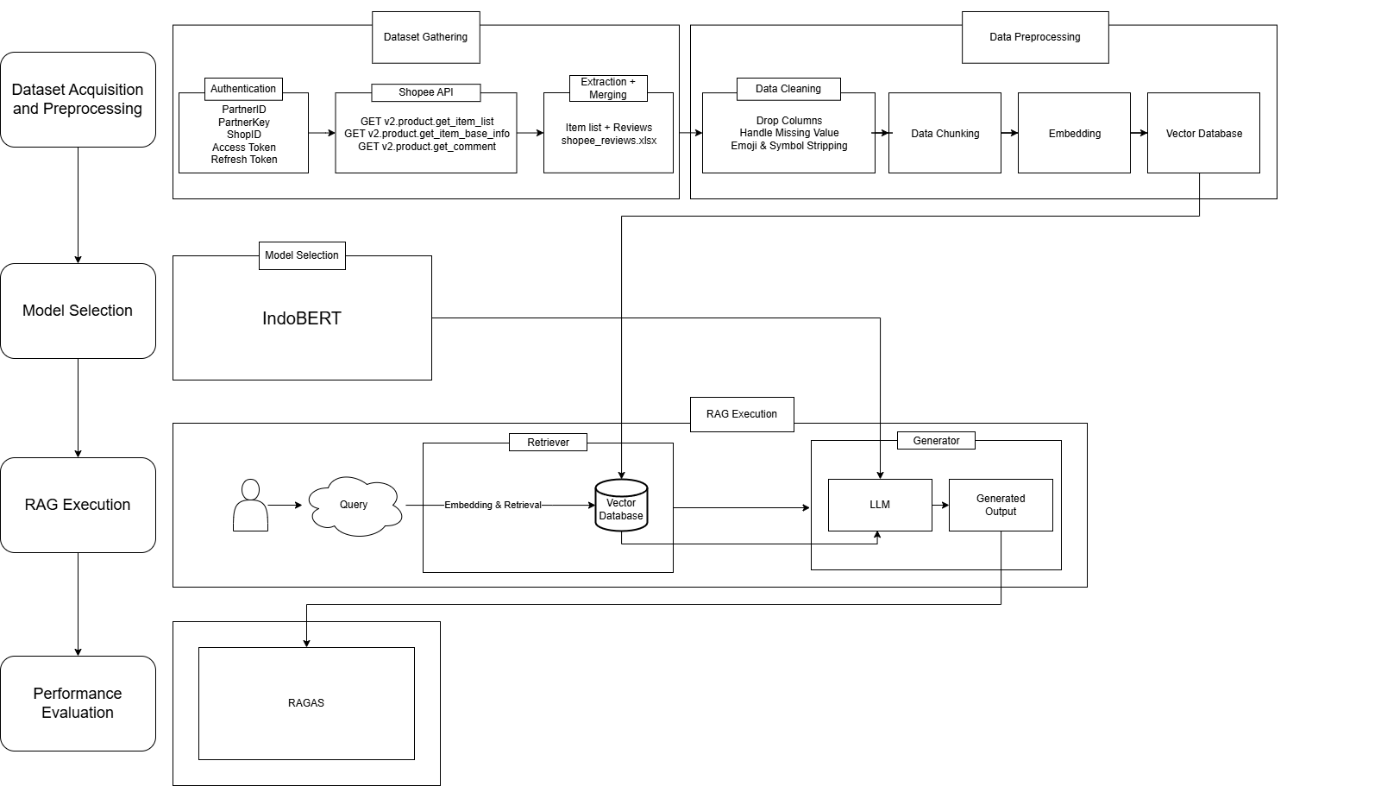 Dataset Gathering
Data Preprocessing
Dataset Acquisition
and Preprocessing
Authentication
PartnerID
PartnerKey
ShopID
Access Token
Refresh Token
Shopee API
GET v2.product.get_item_list
GET v2.product.get_item_base_info
GET v2.product.get_comment
Extraction +
Merging
Item list + Reviews
shopee_reviews.xlsx
Data Cleaning
Drop Columns
Handle Missing Value
Emoji & Symbol Stripping
Data Chunking
Embedding
Vector Database
Model Selection
Model Selection
IndoBERT
RAG Execution
RAG Execution
Retriever
Generator
Query
Embedding & Retrieval
Vector
Database
LLM
Generated
Output
Performance
Evaluation
RAGAS